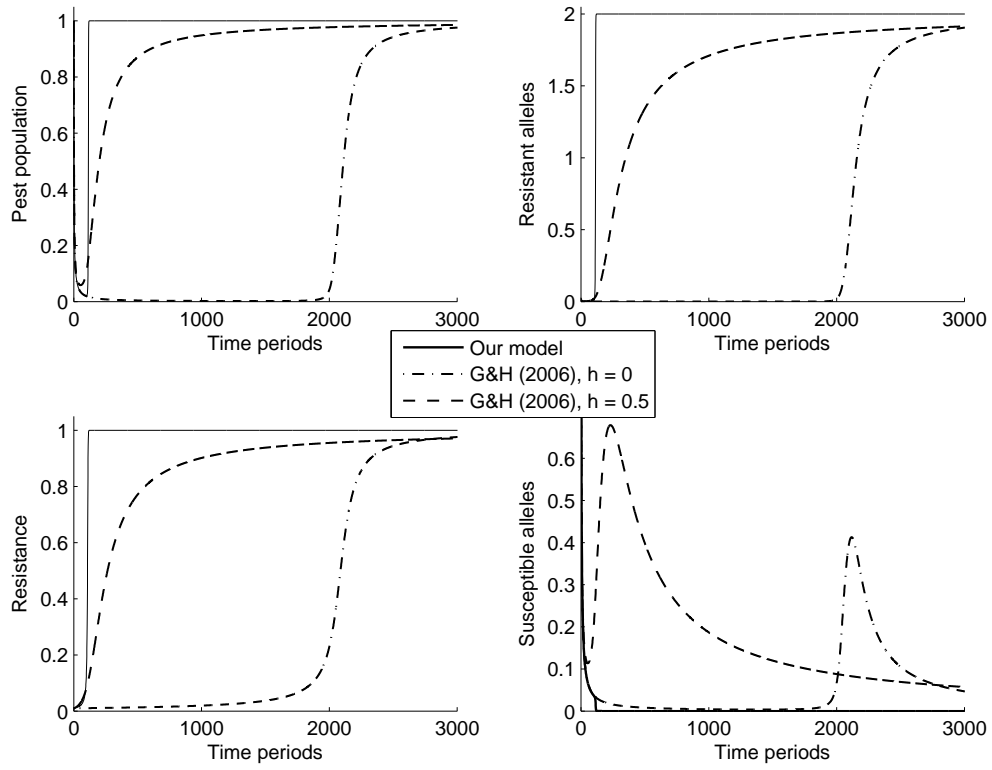 1
0.8
0.6
0.4
0.2
0
Pest population
0 1000 2000 3000
Time periods
2
1.5
1
0.5
0
Resistant alleles
0 1000 2000 3000
Time periods
Our model
G&H (2006), h = 0
G&H (2006), h = 0.5
1
0.8
0.6
0.4
0.2
0
Resistance
0 1000 2000 3000
Time periods
0.6
0.5
0.4
0.3
0.2
0.1
0
Susceptible alleles
0 1000 2000 3000
Time periods